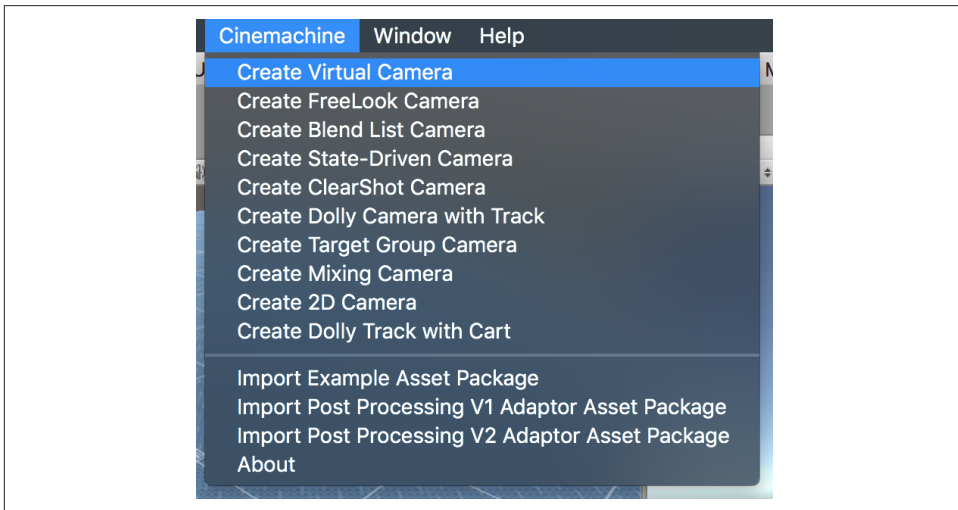 Cinemachine Window Help
Create Virtual Camera
Create FreeLook Camera
Create Blend List Camera
Create State-Driven Camera
Create ClearShot Camera
Create Dolly Camera with Track
Create Target Group Camera
Create Mixing Camera
Create 2D Camera
Create Dolly Track with Cart
Import Example Asset Package
Import Post Processing V1 Adaptor Asset Package
Import Post Processing V2 Adaptor Asset Package
About